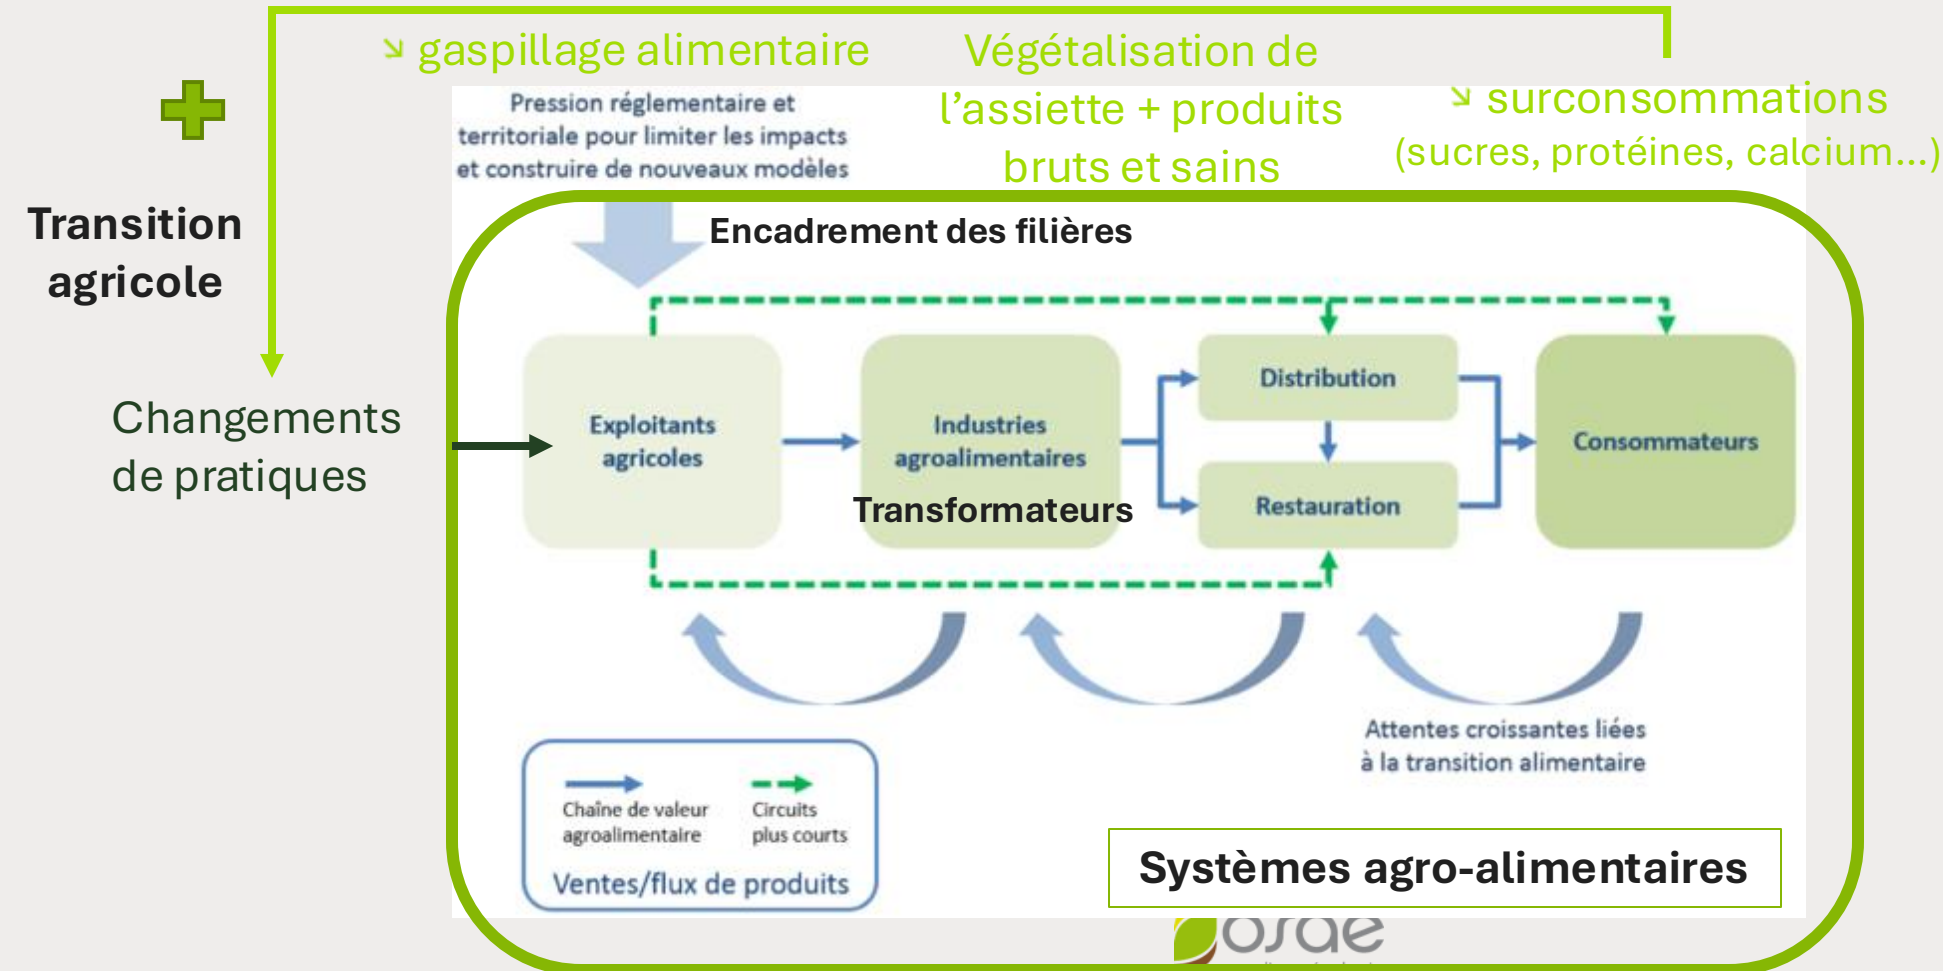 ↘ gaspillage alimentaire
Végétalisation de
l’assiette + produits
bruts et sains
↘ surconsommations
(sucres, protéines, calcium…)
Pression réglementaire et
territoriale pour limiter les impacts
et construire de nouveaux modèles
Transition
agricole
Encadrement des filières
Changements
de pratiques
Exploitants
agricoles
Industries
agroalimentaires
Transformateurs
Distribution
Restauration
Consommateurs
Attentes croissantes liées
à la transition alimentaire
Chaîne de valeur
agroalimentaire
Circuits
plus courts
Ventes/flux de produits
Systèmes agro-alimentaires
osae